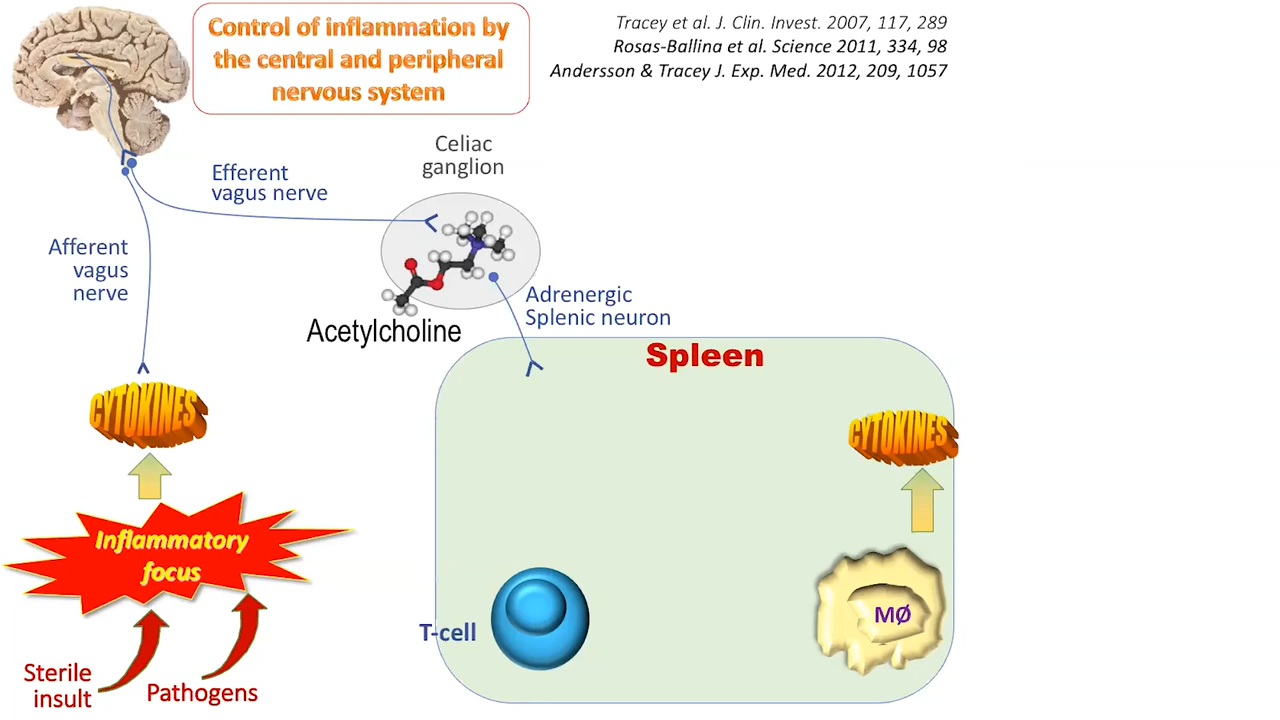 Control of inflammation by
the central and peripheral
nervous system
Tracey et al. J. Clin. Invest. 2007, 117, 289
Rosas-Ballina et al. Science 2011, 334, 98
Andersson & Tracey J. Exp. Med. 2012, 209, 1057
Celiac
ganglion
Efferent
vagus nerve
Afferent
vagus
nerve
Adrenergic
Splenic neuron
Acetylcholine
Spleen
CYTOKINES
CYTOKINES
Inflammatory
focus
MØ
T-cell
Sterile
insult
Pathogens